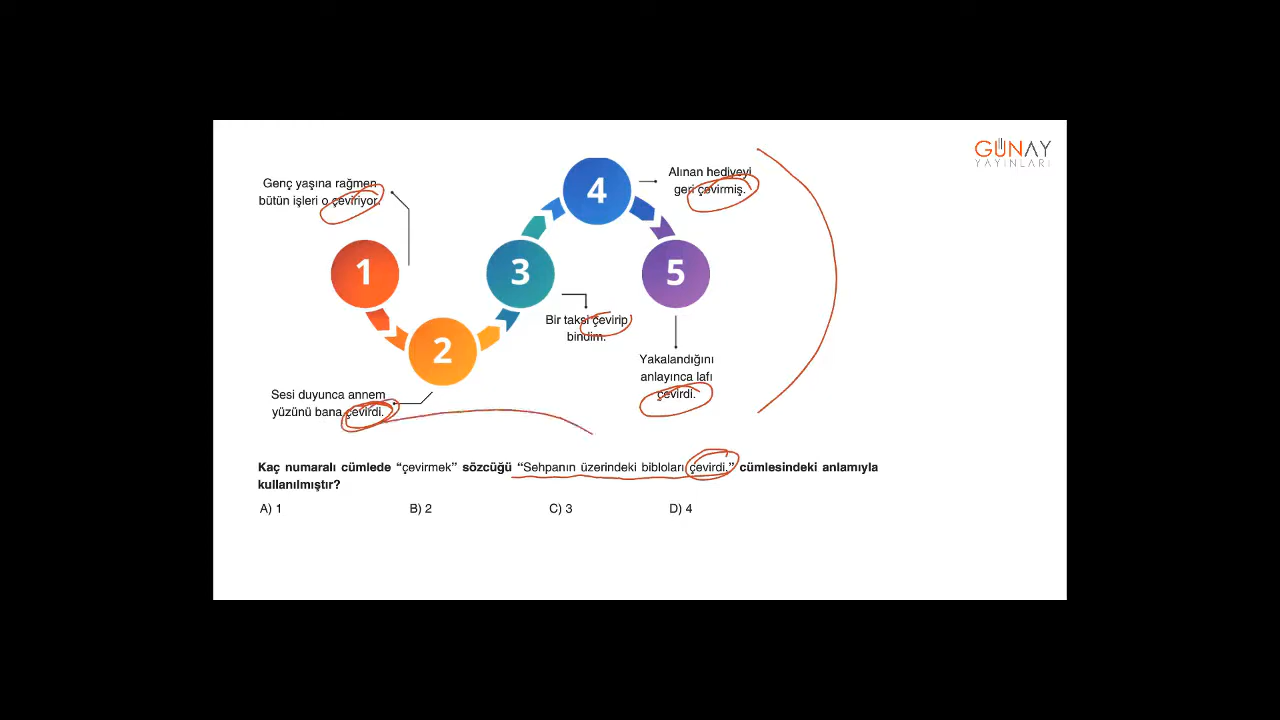 GÜNAY
YAYINLARI
Genç yaşına rağmen
bütün işleri o çeviriyor.
1
Sesi duyunca annem
yüzünü bana çevirdi.
2
3
Bir taksi çevirip
bindim.
4
Alınan hediyeyi
geri çevirmiş.
5
Yakalandığını
anlayınca lafı
çevirdi.
Kaç numaralı cümlede “çevirmek” sözcüğü “Sehpanın üzerindeki bibloları çevirdi.” cümlesindeki anlamıyla
kullanılmıştır?
A) 1 B) 2 C) 3 D) 4